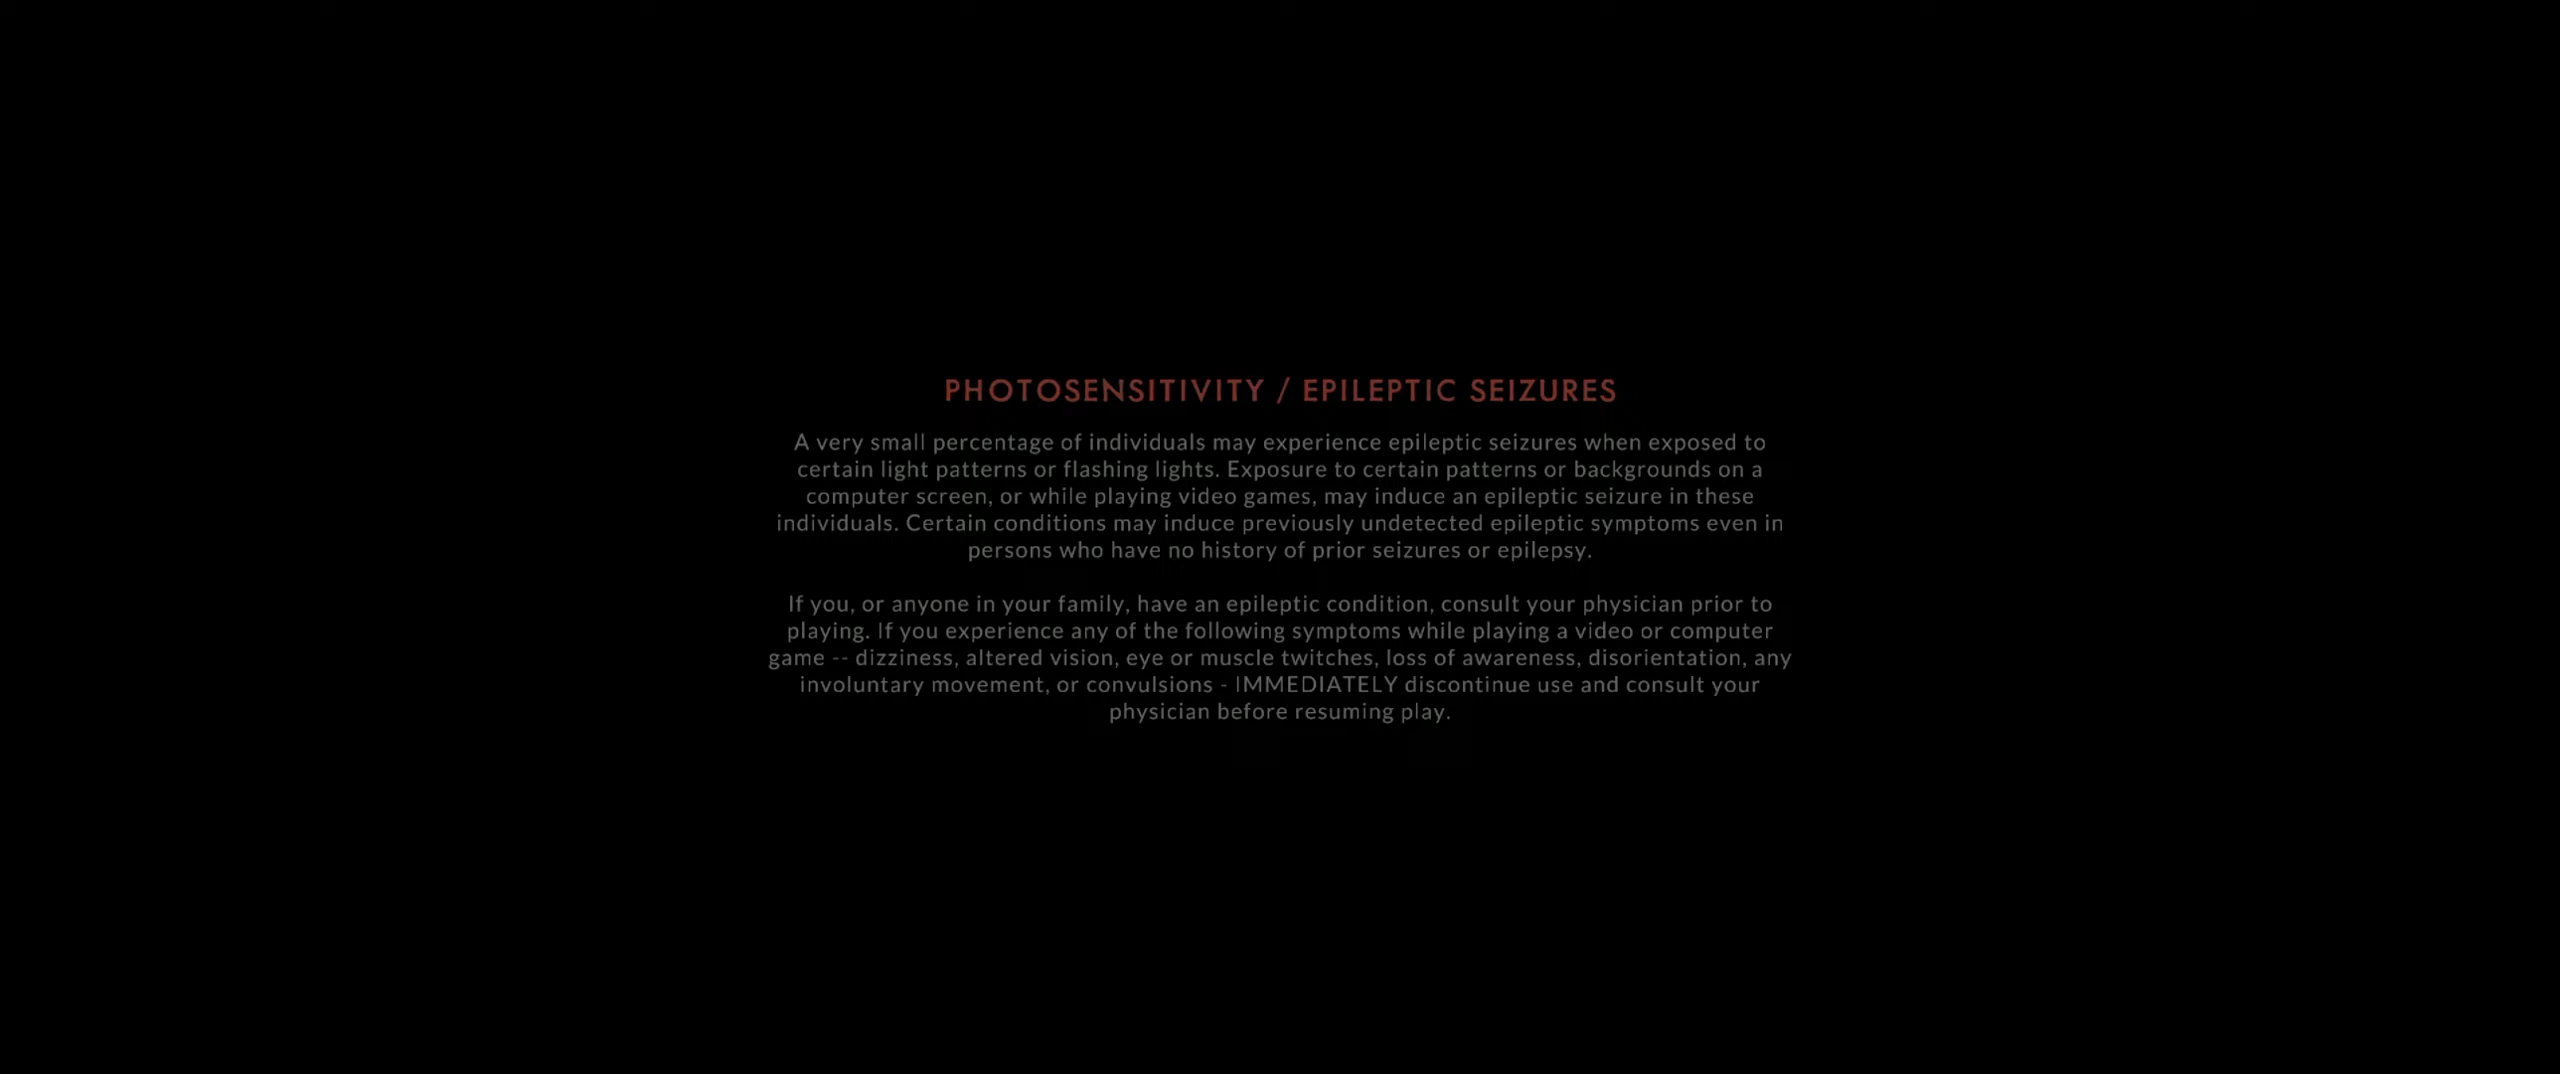 PHOTOSENSITIVITY / EPILEPTIC SEIZURES
A very small percentage of individuals may experience epileptic seizures when exposed to
certain light patterns or flashing lights. Exposure to certain patterns or backgrounds on a
computer screen, or while playing video games, may induce an epileptic seizure in these
individuals. Certain conditions may induce previously undetected epileptic symptoms even in
persons who have no history of prior seizures or epilepsy.
If you, or anyone in your family, have an epileptic condition, consult your physician prior to
playing. If you experience any of the following symptoms while playing a video or computer
game -- dizziness, altered vision, eye or muscle twitches, loss of awareness, disorientation, any
involuntary movement, or convulsions - IMMEDIATELY discontinue use and consult your
physician before resuming play.